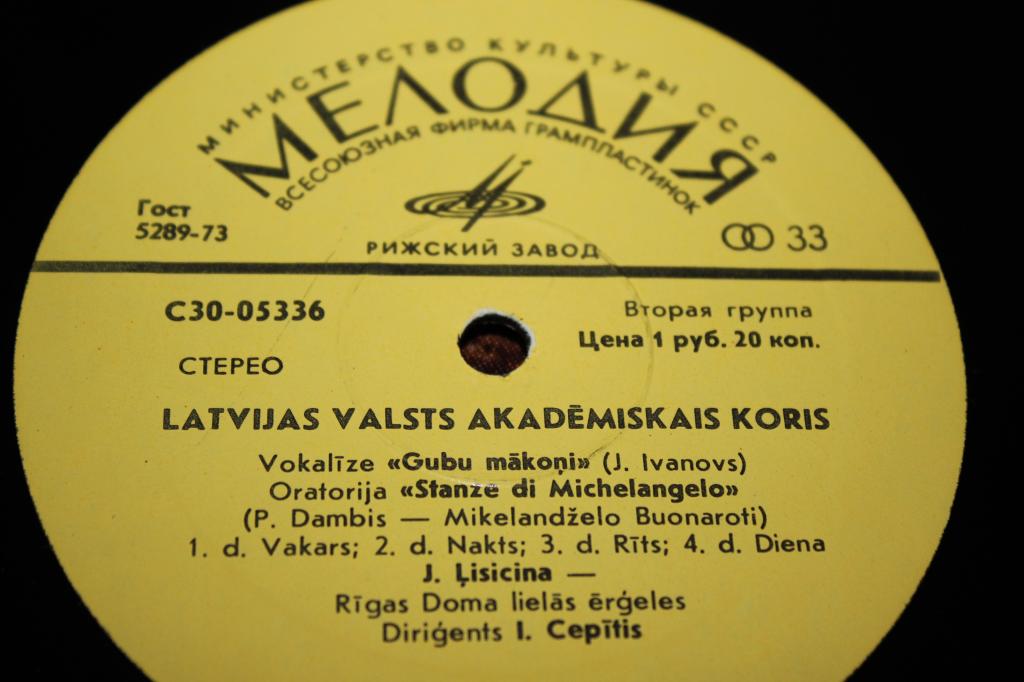 МИНИСТЕРСТВО КУЛЬТУРЫ СССР
МЕЛОДИЯ
ВСЕСОЮЗНАЯ ФИРМА ГРАМПЛАСТИНОК
Гост
5289-73
РИЖСКИЙ ЗАВОД
33
С30-05336
Вторая группа
Цена 1 руб. 20 коп.
СТЕРЕО
LATVIJAS VALSTS AKADĒMISKAIS KORIS
Vokalīze «Gubu mākoņi» (J. Ivanovs)
Oratorija «Stanze di Michelangelo»
(P. Dambis — Mikelandželo Buonaroti)
1. d. Vakars; 2. d. Nakts; 3. d. Rīts; 4. d. Diena
J. Ļisicina —
Rīgas Doma lielās ērģeles
Diriģents I. Cepītis